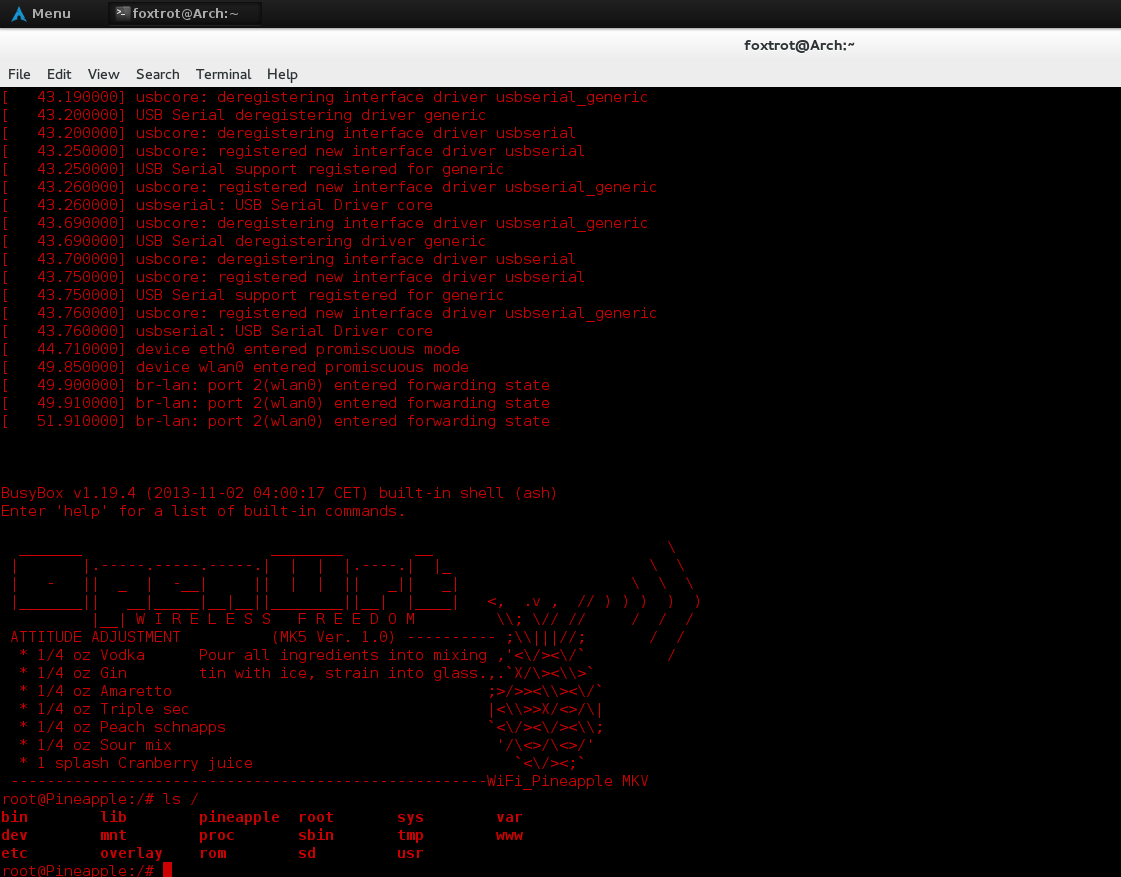 Menu foxtrot@Arch:~
foxtrot@Arch:~
File Edit View Search Terminal Help
[   43.190000] usbcore: deregistering interface driver usbserial_generic
[   43.200000] USB Serial deregistering driver generic
[   43.200000] usbcore: deregistering interface driver usbserial
[   43.250000] usbcore: registered new interface driver usbserial
[   43.250000] USB Serial support registered for generic
[   43.260000] usbcore: registered new interface driver usbserial_generic
[   43.260000] usbserial: USB Serial Driver core
[   43.690000] usbcore: deregistering interface driver usbserial_generic
[   43.690000] USB Serial deregistering driver generic
[   43.700000] usbcore: deregistering interface driver usbserial
[   43.750000] usbcore: registered new interface driver usbserial
[   43.750000] USB Serial support registered for generic
[   43.760000] usbcore: registered new interface driver usbserial_generic
[   43.760000] usbserial: USB Serial Driver core
[   44.710000] device eth0 entered promiscuous mode
[   49.850000] device wlan0 entered promiscuous mode
[   49.900000] br-lan: port 2(wlan0) entered forwarding state
[   49.910000] br-lan: port 2(wlan0) entered forwarding state
[   51.910000] br-lan: port 2(wlan0) entered forwarding state
BusyBox v1.19.4 (2013-11-02 04:00:17 CET) built-in shell (ash)
Enter 'help' for a list of built-in commands.
OpenWrt
W I R E L E S S   F R E E D O M
ATTITUDE ADJUSTMENT          (MK5 Ver. 1.0) ----------
* 1/4 oz Vodka      Pour all ingredients into mixing
* 1/4 oz Gin        tin with ice, strain into glass.
* 1/4 oz Amaretto
* 1/4 oz Triple sec
* 1/4 oz Peach schnapps
* 1/4 oz Sour mix
* 1 splash Cranberry juice
-----------------------------------------------------WiFi_Pineapple MKV
root@Pineapple:/# ls /
bin        lib        pineapple  root       sys        var
dev        mnt        proc       sbin       tmp        www
etc        overlay    rom        sd         usr
root@Pineapple:/#